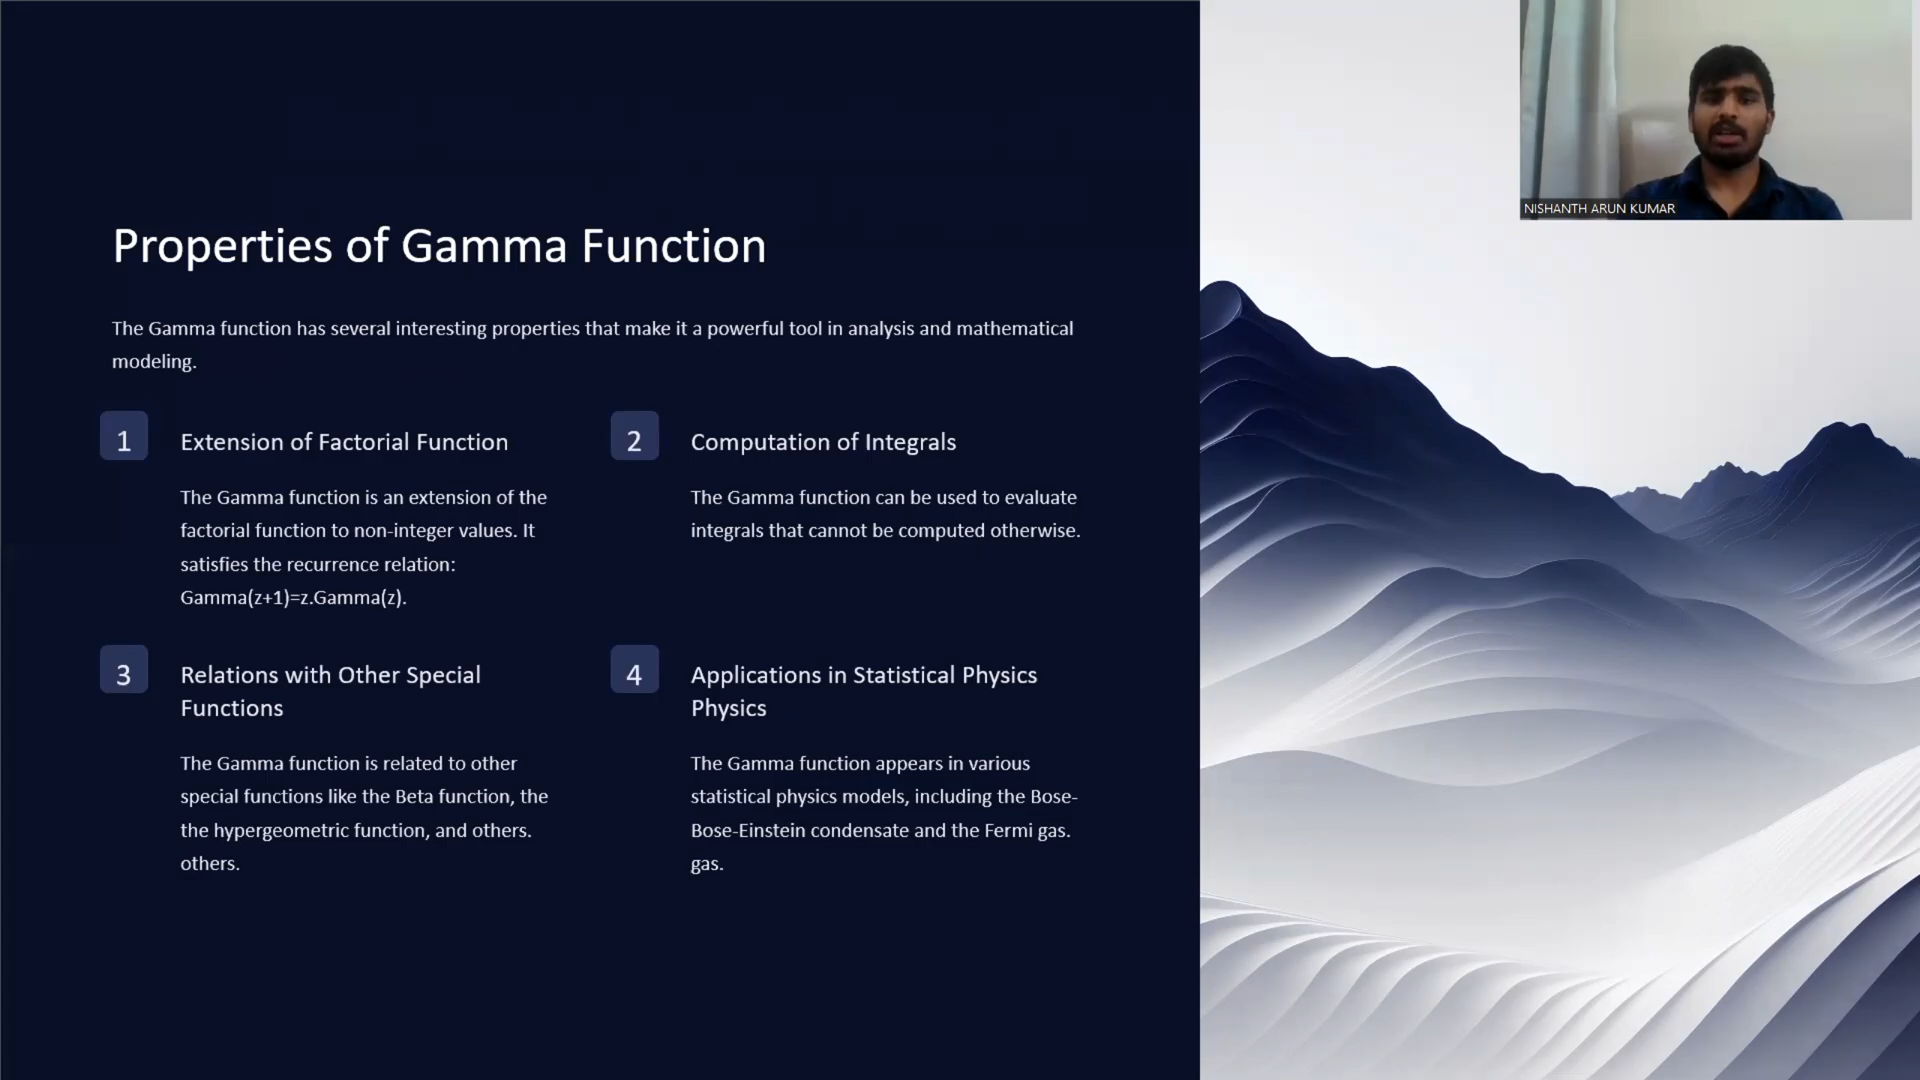 NISHANTH ARUN KUMAR
Properties of Gamma Function
The Gamma function has several interesting properties that make it a powerful tool in analysis and mathematical
modeling.
1
Extension of Factorial Function
The Gamma function is an extension of the
factorial function to non-integer values. It
satisfies the recurrence relation:
Gamma(z+1)=z.Gamma(z).
2
Computation of Integrals
The Gamma function can be used to evaluate
integrals that cannot be computed otherwise.
3
Relations with Other Special
Functions
The Gamma function is related to other
special functions like the Beta function, the
the hypergeometric function, and others.
others.
4
Applications in Statistical Physics
Physics
The Gamma function appears in various
statistical physics models, including the Bose-
Bose-Einstein condensate and the Fermi gas.
gas.